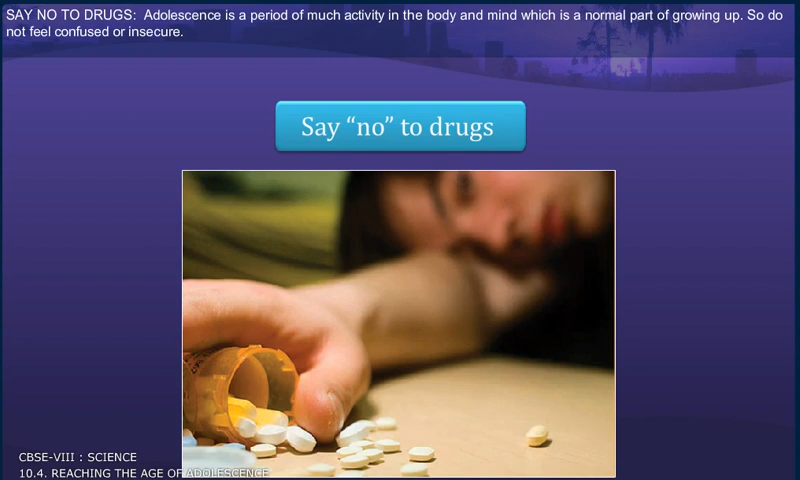 SAY NO TO DRUGS:  Adolescence is a period of much activity in the body and mind which is a normal part of growing up. So do
not feel confused or insecure.
Say “no” to drugs
CBSE-VIII : SCIENCE
10.4. REACHING THE AGE OF ADOLESCENCE